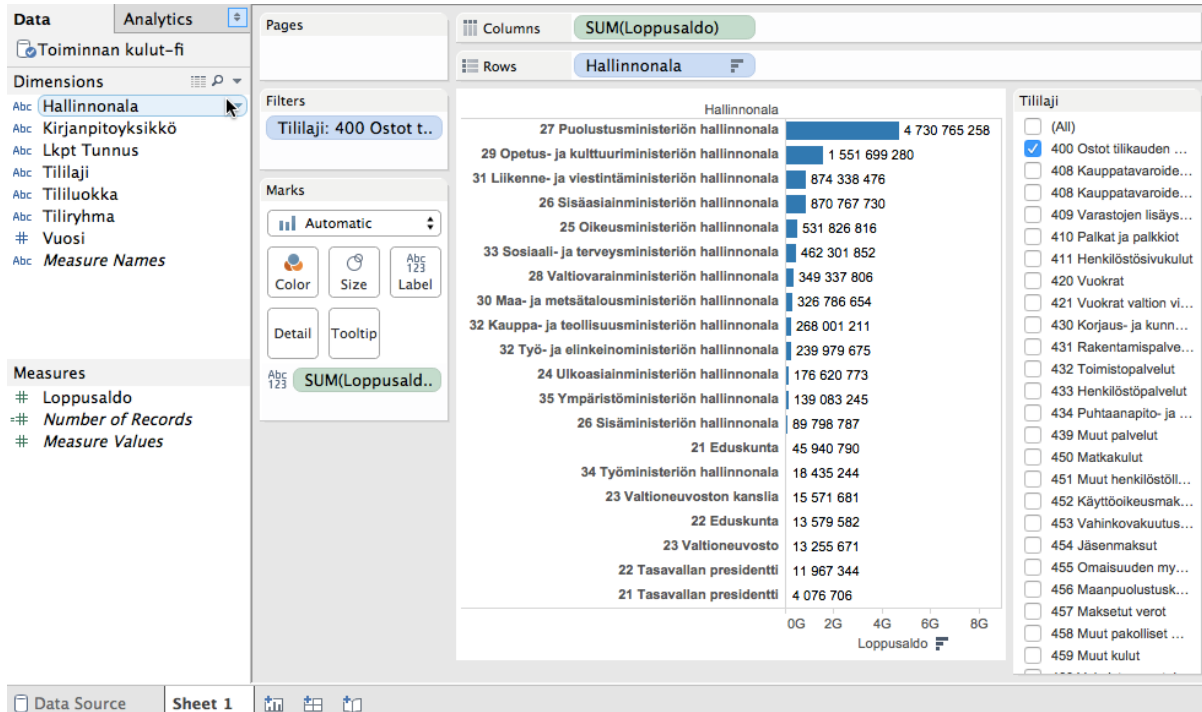 Data
Analytics
Toiminnan kulut-fi
Dimensions
Abc Hallinnonala
Abc Kirjanpitoyksikkö
Abc Lkpt Tunnus
Abc Tililaji
Abc Tililuokka
Abc Tiliryhma
# Vuosi
Abc Measure Names
Measures
# Loppusaldo
=# Number of Records
# Measure Values
Pages
Filters
Tililaji: 400 Ostot t..
Marks
Automatic
Color
Size
Abc
123
Label
Detail
Tooltip
Abc
123
SUM(Loppusald..
Columns
SUM(Loppusaldo)
Rows
Hallinnonala
Hallinnonala
27 Puolustusministeriön hallinnonala 4 730 765 258
29 Opetus- ja kulttuuriministeriön hallinnonala 1 551 699 280
31 Liikenne- ja viestintäministeriön hallinnonala 874 338 476
26 Sisäasiainministeriön hallinnonala 870 767 730
25 Oikeusministeriön hallinnonala 531 826 816
33 Sosiaali- ja terveysministeriön hallinnonala 462 301 852
28 Valtiovarainministeriön hallinnonala 349 337 806
30 Maa- ja metsätalousministeriön hallinnonala 326 786 654
32 Kauppa- ja teollisuusministeriön hallinnonala 268 001 211
32 Työ- ja elinkeinoministeriön hallinnonala 239 979 675
24 Ulkoasiainministeriön hallinnonala 176 620 773
35 Ympäristöministeriön hallinnonala 139 083 245
26 Sisäministeriön hallinnonala 89 798 787
21 Eduskunta 45 940 790
34 Työministeriön hallinnonala 18 435 244
23 Valtioneuvoston kanslia 15 571 681
22 Eduskunta 13 579 582
23 Valtioneuvosto 13 255 671
22 Tasavallan presidentti 11 967 344
21 Tasavallan presidentti 4 076 706
0G 2G 4G 6G 8G
Loppusaldo
Tililaji
(All)
400 Ostot tilikauden ...
408 Kauppatavaroide...
408 Kauppatavaroide...
409 Varastojen lisäys...
410 Palkat ja palkkiot
411 Henkilöstösivukulut
420 Vuokrat
421 Vuokrat valtion vi...
430 Korjaus- ja kunn...
431 Rakentamispalve...
432 Toimistopalvelut
433 Henkilöstöpalvelut
434 Puhtaanapito- ja ...
439 Muut palvelut
450 Matkakulut
451 Muut henkilöstöll...
452 Käyttöoikeusmak...
453 Vahinkovakuutus...
454 Jäsenmaksut
455 Omaisuuden my...
456 Maanpuolustusk...
457 Maksetut verot
458 Muut pakolliset ...
459 Muut kulut
Data Source
Sheet 1